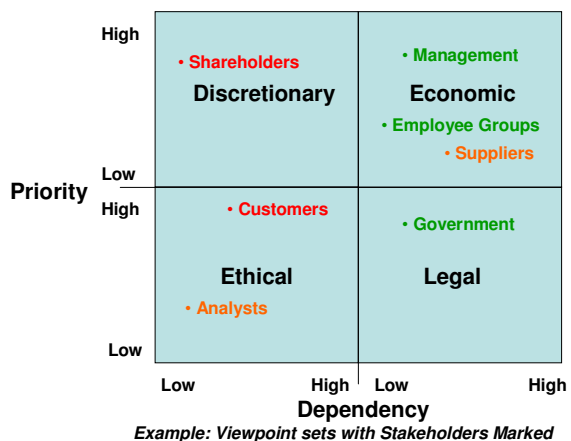 High
• Shareholders
• Management
Discretionary
Economic
• Employee Groups
• Suppliers
Low
Priority
High
• Customers
• Government
Ethical
Legal
• Analysts
Low
Low
High
Low
High
Dependency
Example: Viewpoint sets with Stakeholders Marked